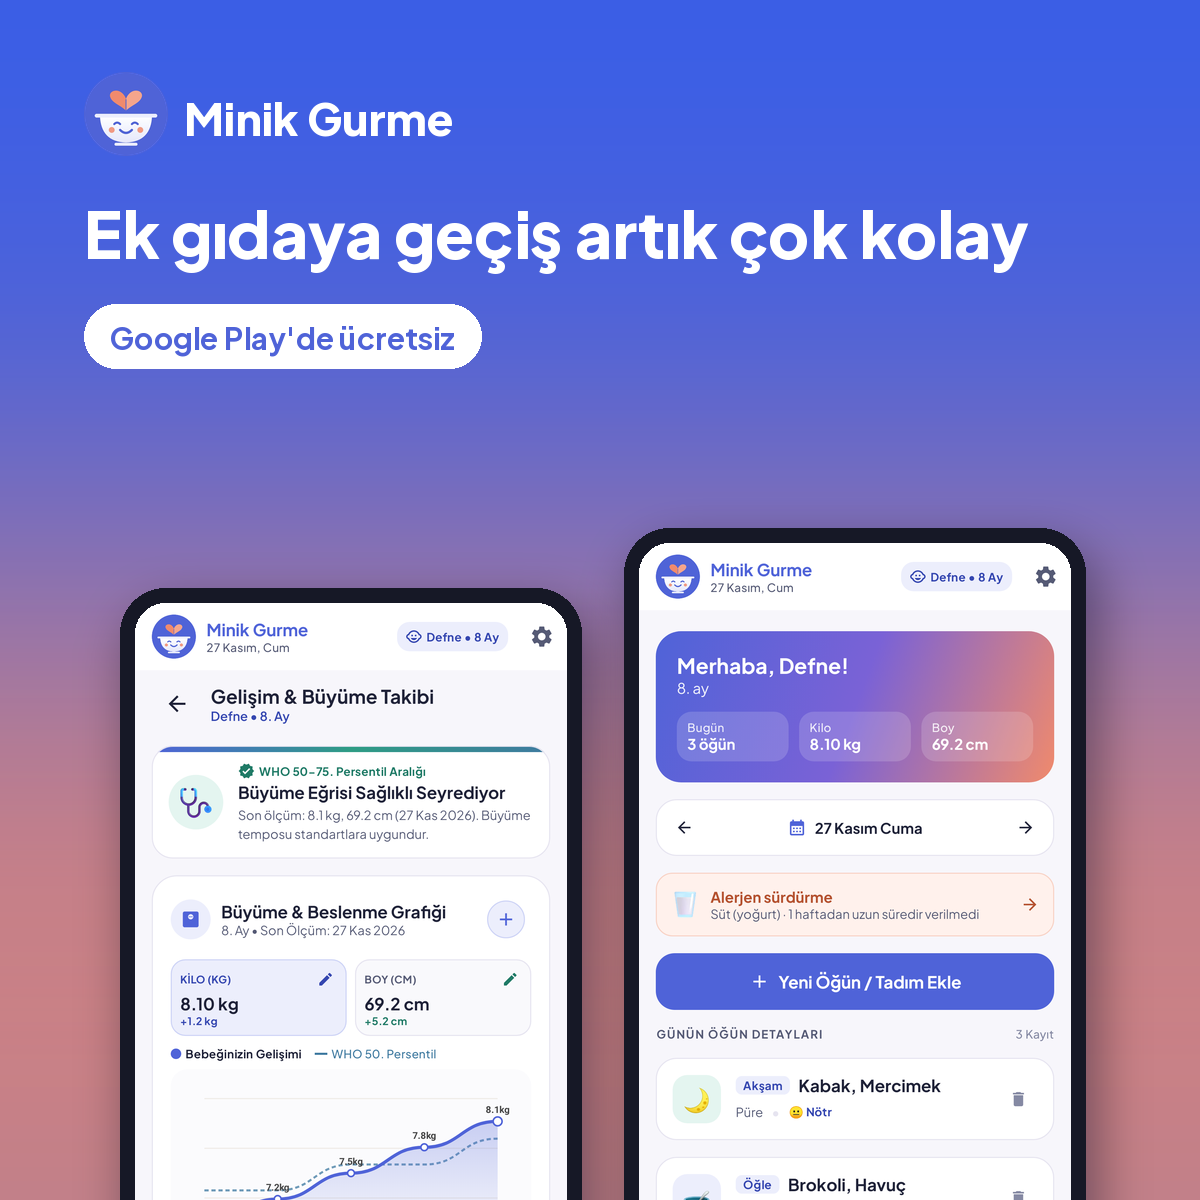 Minik Gurme
Ek gıdaya geçiş artık çok kolay
Google Play'de ücretsiz
Minik Gurme
27 Kasım, Cum
Defne • 8 Ay
Gelişim & Büyüme Takibi
Defne • 8. Ay
WHO 50-75. Persentil Aralığı
Büyüme Eğrisi Sağlıklı Seyrediyor
Son ölçüm: 8.1 kg, 69.2 cm (27 Kas 2026). Büyüme
temposu standartlara uygundur.
Büyüme & Beslenme Grafiği
8. Ay • Son Ölçüm: 27 Kas 2026
KİLO (KG)
8.10 kg
+1.2 kg
BOY (CM)
69.2 cm
+5.2 cm
Bebeğinizin Gelişimi
WHO 50. Persentil
8.1kg
7.8kg
7.5kg
7.2kg
Minik Gurme
27 Kasım, Cum
Defne • 8 Ay
Merhaba, Defne!
8. ay
Bugün
3 öğün
Kilo
8.10 kg
Boy
69.2 cm
27 Kasım Cuma
Alerjen sürdürme
Süt (yoğurt) · 1 haftadan uzun süredir verilmedi
+ Yeni Öğün / Tadım Ekle
GÜNÜN ÖĞÜN DETAYLARI
3 Kayıt
Akşam Kabak, Mercimek
Püre • Nötr
Öğle Brokoli, Havuç